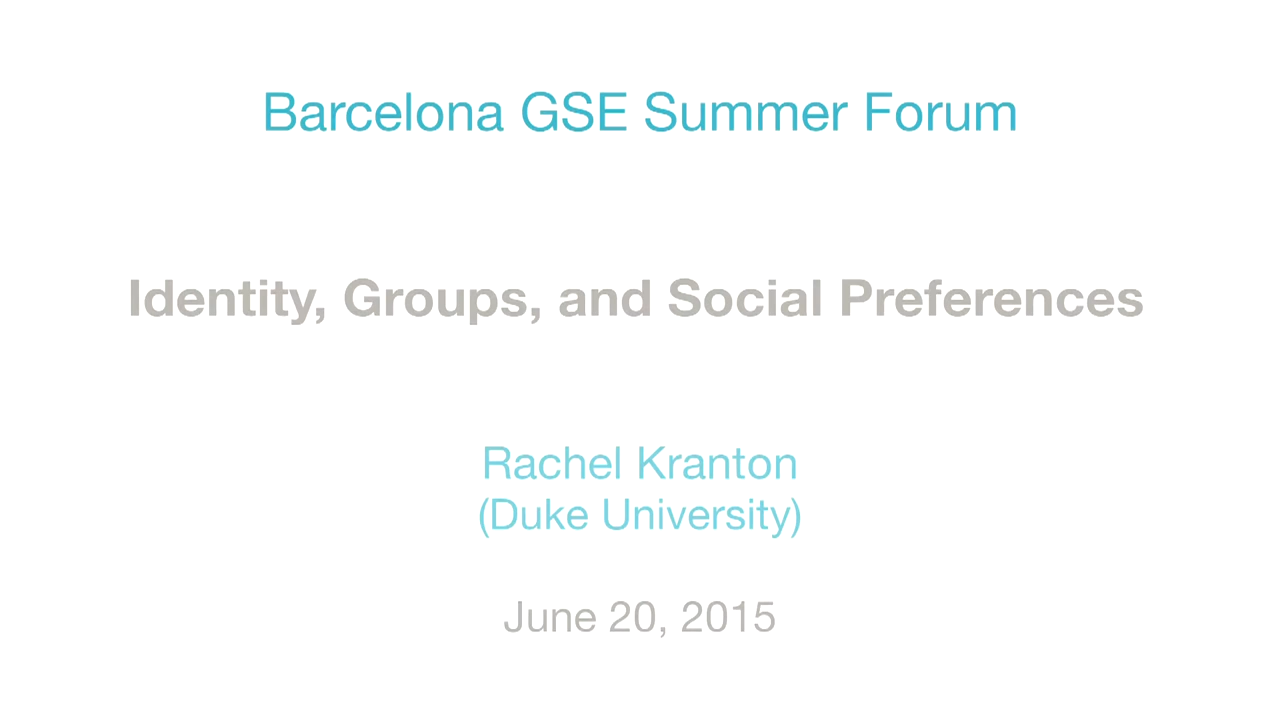 Barcelona GSE Summer Forum
Identity, Groups, and Social Preferences
Rachel Kranton
(Duke University)
June 20, 2015